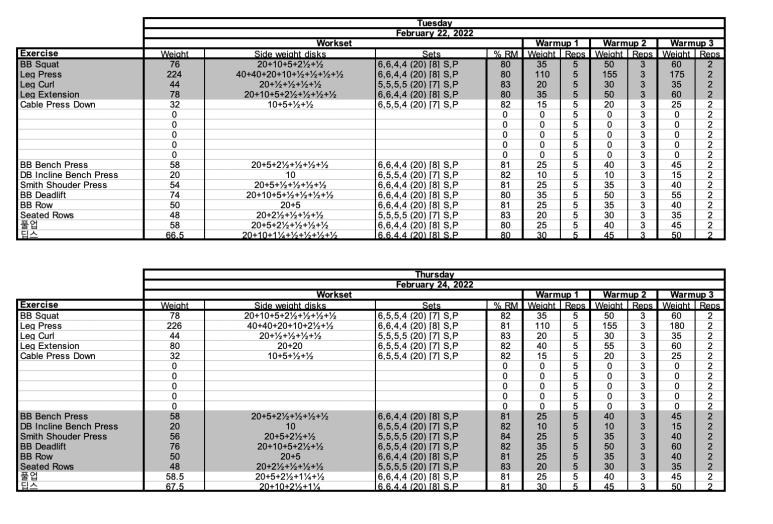 Tuesday
February 22, 2022
Workset Warmup 1 Warmup 2 Warmup 3
Exercise Weight Side weight disks Sets % RM Weight Reps Weight Reps Weight Reps
BB Squat 76 20+10+5+2½+½ 6,6,4,4 (20) [8] S,P 80 35 5 50 3 60 2
Leg Press 224 40+40+20+10+½+½+½+½ 6,6,4,4 (20) [8] S,P 80 110 5 155 3 175 2
Leg Curl 44 20+½+½+½+½ 5,5,5,5 (20) [7] S,P 83 20 5 30 3 35 2
Leg Extension 78 20+10+5+2½+½+½+½ 6,6,4,4 (20) [8] S,P 80 35 5 50 3 60 2
Cable Press Down 32 10+5+½+½ 6,5,5,4 (20) [7] S,P 82 15 5 20 3 25 2
0 0 0 5 0 3 0 2
0 0 0 5 0 3 0 2
0 0 0 5 0 3 0 2
0 0 0 5 0 3 0 2
0 0 0 5 0 3 0 2
BB Bench Press 58 20+5+2½+½+½+½ 6,6,4,4 (20) [8] S,P 81 25 5 40 3 45 2
DB Incline Bench Press 20 10 6,5,5,4 (20) [7] S,P 82 10 5 10 3 15 2
Smith Shouder Press 54 20+5+½+½+½+½ 6,6,4,4 (20) [8] S,P 81 25 5 35 3 40 2
BB Deadlift 74 20+10+5+½+½+½+½ 6,6,4,4 (20) [8] S,P 80 35 5 50 3 55 2
BB Row 50 20+5 6,6,4,4 (20) [8] S,P 81 25 5 35 3 40 2
Seated Rows 48 20+2½+½+½+½ 5,5,5,5 (20) [7] S,P 83 20 5 30 3 35 2
풀업 58 20+5+2½+½+½+½ 6,6,4,4 (20) [8] S,P 80 25 5 40 3 45 2
딥스 66.5 20+10+1¼+½+½+½+½ 6,6,4,4 (20) [8] S,P 80 30 5 45 3 50 2
Thursday
February 24, 2022
Workset Warmup 1 Warmup 2 Warmup 3
Exercise Weight Side weight disks Sets % RM Weight Reps Weight Reps Weight Reps
BB Squat 78 20+10+5+2½+½+½+½ 6,5,5,4 (20) [7] S,P 82 35 5 50 3 60 2
Leg Press 226 40+40+20+10+2½+½ 6,6,4,4 (20) [8] S,P 81 110 5 155 3 180 2
Leg Curl 44 20+½+½+½+½ 5,5,5,5 (20) [7] S,P 83 20 5 30 3 35 2
Leg Extension 80 20+20 6,5,5,4 (20) [7] S,P 82 40 5 55 3 60 2
Cable Press Down 32 10+5+½+½ 6,5,5,4 (20) [7] S,P 82 15 5 20 3 25 2
0 0 0 5 0 3 0 2
0 0 0 5 0 3 0 2
0 0 0 5 0 3 0 2
0 0 0 5 0 3 0 2
0 0 0 5 0 3 0 2
BB Bench Press 58 20+5+2½+½+½+½ 6,6,4,4 (20) [8] S,P 81 25 5 40 3 45 2
DB Incline Bench Press 20 10 6,5,5,4 (20) [7] S,P 82 10 5 10 3 15 2
Smith Shouder Press 56 20+5+2½+½ 5,5,5,5 (20) [7] S,P 84 25 5 35 3 40 2
BB Deadlift 76 20+10+5+2½+½ 6,5,5,4 (20) [7] S,P 82 35 5 50 3 60 2
BB Row 50 20+5 6,6,4,4 (20) [8] S,P 81 25 5 35 3 40 2
Seated Rows 48 20+2½+½+½+½ 5,5,5,5 (20) [7] S,P 83 20 5 30 3 35 2
풀업 58.5 20+5+2½+1¼+½ 6,6,4,4 (20) [8] S,P 81 25 5 40 3 45 2
딥스 67.5 20+10+2½+1¼ 6,6,4,4 (20) [8] S,P 81 30 5 45 3 50 2